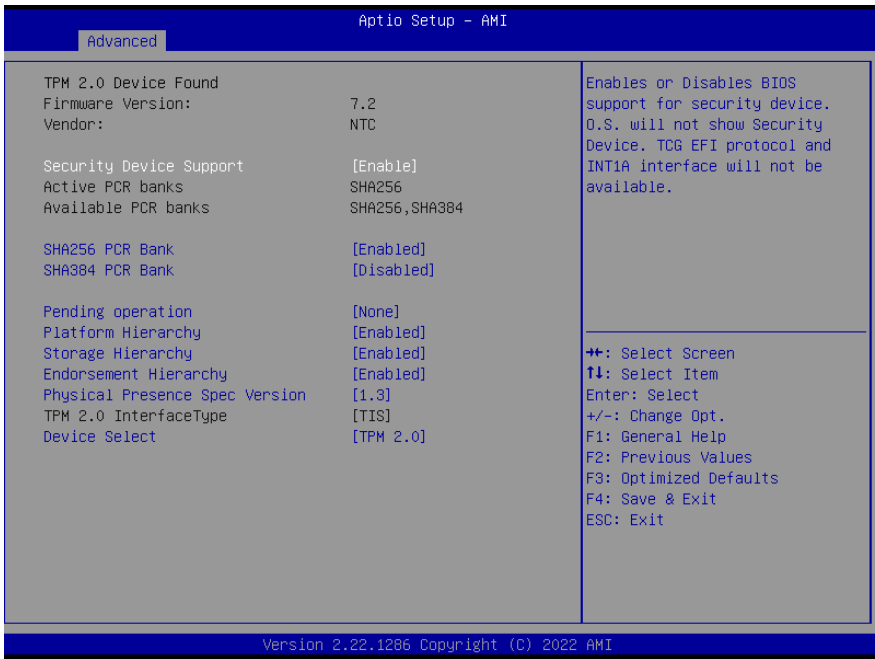 Aptio Setup – AMI
Advanced
TPM 2.0 Device Found
Firmware Version: 7.2
Vendor: NTC
Security Device Support [Enable]
Active PCR banks SHA256
Available PCR banks SHA256,SHA384
SHA256 PCR Bank [Enabled]
SHA384 PCR Bank [Disabled]
Pending operation [None]
Platform Hierarchy [Enabled]
Storage Hierarchy [Enabled]
Endorsement Hierarchy [Enabled]
Physical Presence Spec Version [1.3]
TPM 2.0 InterfaceType [TIS]
Device Select [TPM 2.0]
Enables or Disables BIOS
support for security device.
O.S. will not show Security
Device. TCG EFI protocol and
INT1A interface will not be
available.
→←: Select Screen
↑↓: Select Item
Enter: Select
+/-: Change Opt.
F1: General Help
F2: Previous Values
F3: Optimized Defaults
F4: Save & Exit
ESC: Exit
Version 2.22.1286 Copyright (C) 2022 AMI